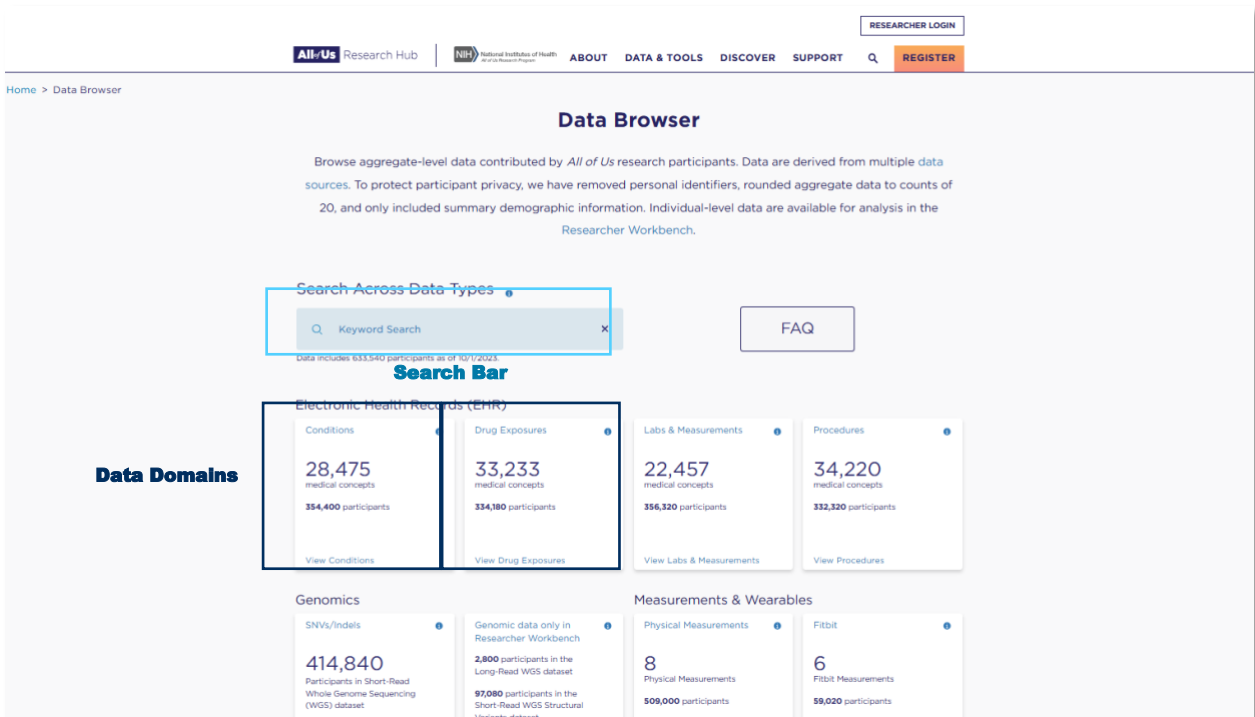 RESEARCHER LOGIN
All of Us Research Hub
NIH National Institutes of Health
All of Us Research Program
ABOUT DATA & TOOLS DISCOVER SUPPORT REGISTER
Home > Data Browser
Data Browser
Browse aggregate-level data contributed by All of Us research participants. Data are derived from multiple data
sources. To protect participant privacy, we have removed personal identifiers, rounded aggregate data to counts of
20, and only included summary demographic information. Individual-level data are available for analysis in the
Researcher Workbench.
Search Across Data Types
Keyword Search
FAQ
Data includes 633,540 participants as of 10/1/2023.
Search Bar
Electronic Health Records (EHR)
Data Domains
Conditions
28,475
medical concepts
354,400 participants
View Conditions
Drug Exposures
33,233
medical concepts
334,180 participants
View Drug Exposures
Labs & Measurements
22,457
medical concepts
356,320 participants
View Labs & Measurements
Procedures
34,220
medical concepts
332,320 participants
View Procedures
Genomics
SNVs/Indels
414,840
Participants in Short-Read
Whole Genome Sequencing
(WGS) dataset
Genomic data only in
Researcher Workbench
2,800 participants in the
Long-Read WGS dataset
97,080 participants in the
Short-Read WGS Structural
Variants dataset
Measurements & Wearables
Physical Measurements
8
Physical Measurements
509,000 participants
Fitbit
6
Fitbit Measurements
59,020 participants